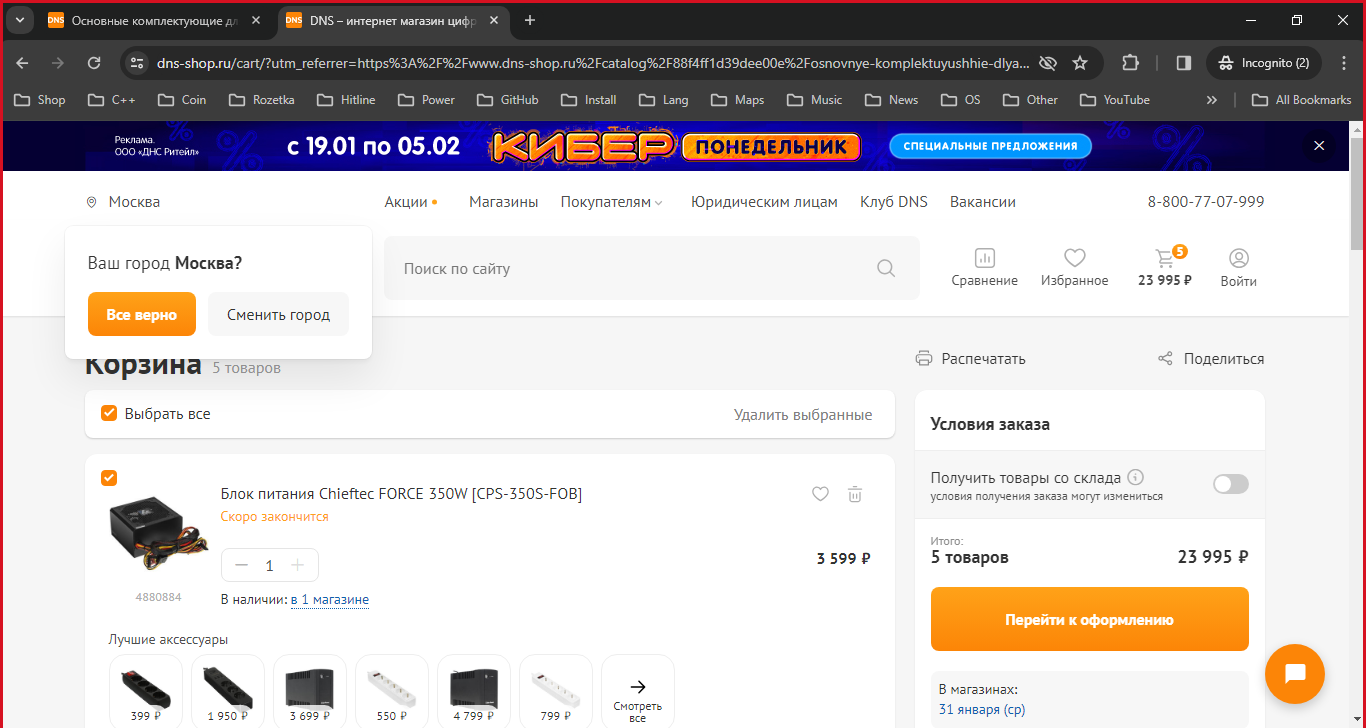 DNS Основные комплектующие дл
DNS DNS – интернет магазин цифр
dns-shop.ru/cart/?utm_referrer=https%3A%2F%2Fwww.dns-shop.ru%2Fcatalog%2F88f4ff1d39dee00e%2Fosnovnye-komplektuyushhie-dlya...
Incognito (2)
Shop C++ Coin Rozetka Hitline Power GitHub Install Lang Maps Music News OS Other YouTube » All Bookmarks
Реклама.
ООО «ДНС Ритейл»
с 19.01 по 05.02 КИБЕР ПОНЕДЕЛЬНИК СПЕЦИАЛЬНЫЕ ПРЕДЛОЖЕНИЯ
Москва Акции Магазины Покупателям Юридическим лицам Клуб DNS Вакансии 8-800-77-07-999
Ваш город Москва?
Все верно Сменить город
Поиск по сайту
Сравнение
Избранное
5
23 995 ₽
Войти
Корзина 5 товаров
Распечатать Поделиться
Выбрать все Удалить выбранные
Блок питания Chieftec FORCE 350W [CPS-350S-FOB]
Скоро закончится
1
3 599 ₽
4880884
В наличии: в 1 магазине
Лучшие аксессуары
399 ₽ 1 950 ₽ 3 699 ₽ 550 ₽ 4 799 ₽ 799 ₽
Смотреть
все
Условия заказа
Получить товары со склада
условия получения заказа могут измениться
Итого:
5 товаров 23 995 ₽
Перейти к оформлению
В магазинах:
31 января (ср)